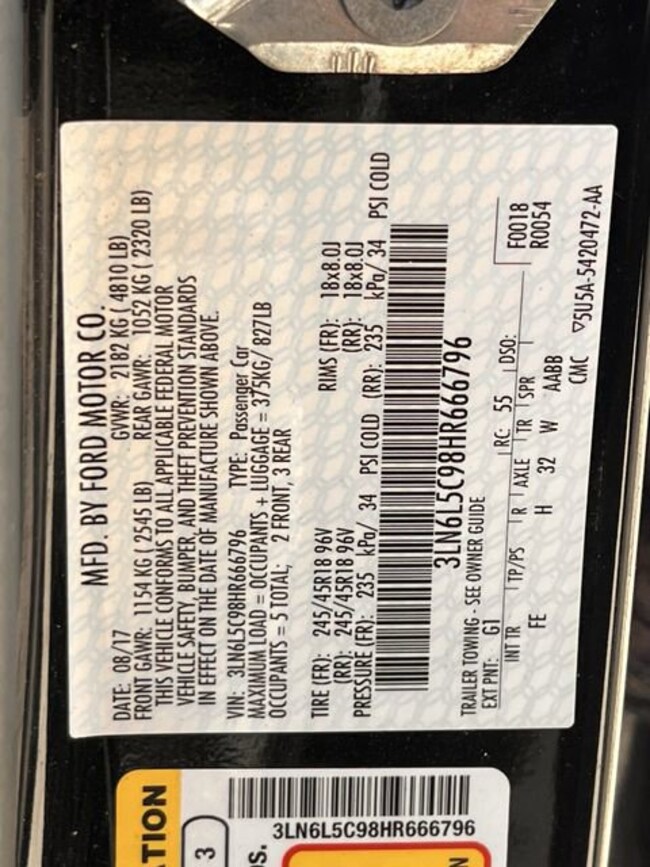 MFD. BY FORD MOTOR CO.
DATE: 08/17 GVWR: 2182 KG ( 4810 LB)
FRONT GAWR: 1154 KG ( 2545 LB) REAR GAWR: 1052 KG ( 2320 LB)
THIS VEHICLE CONFORMS TO ALL APPLICABLE FEDERAL MOTOR
VEHICLE SAFETY, BUMPER, AND THEFT PREVENTION STANDARDS
IN EFFECT ON THE DATE OF MANUFACTURE SHOWN ABOVE.
VIN: 3LN6L5C98HR666796 TYPE: Passenger Car
MAXIMUM LOAD = OCCUPANTS + LUGGAGE = 375KG/ 827LB
OCCUPANTS = 5 TOTAL; 2 FRONT, 3 REAR
TIRE (FR): 245/45R18 96V RIMS (FR): 18x8.0J
(RR): 245/45R18 96V (RR): 18x8.0J
PRESSURE (FR): 235 kPa/ 34 PSI COLD (RR): 235 kPa/ 34 PSI COLD
3LN6L5C98HR666796
TRAILER TOWING - SEE OWNER GUIDE
EXT PNT: G1 RC: 55 DSO: F0018
R0054
INT TR TP/PS R AXLE TR SPR
FE H 32 W AABB
CMC ▽5U5A-5420472-AA
TION
3
S.
3LN6L5C98HR666796
N